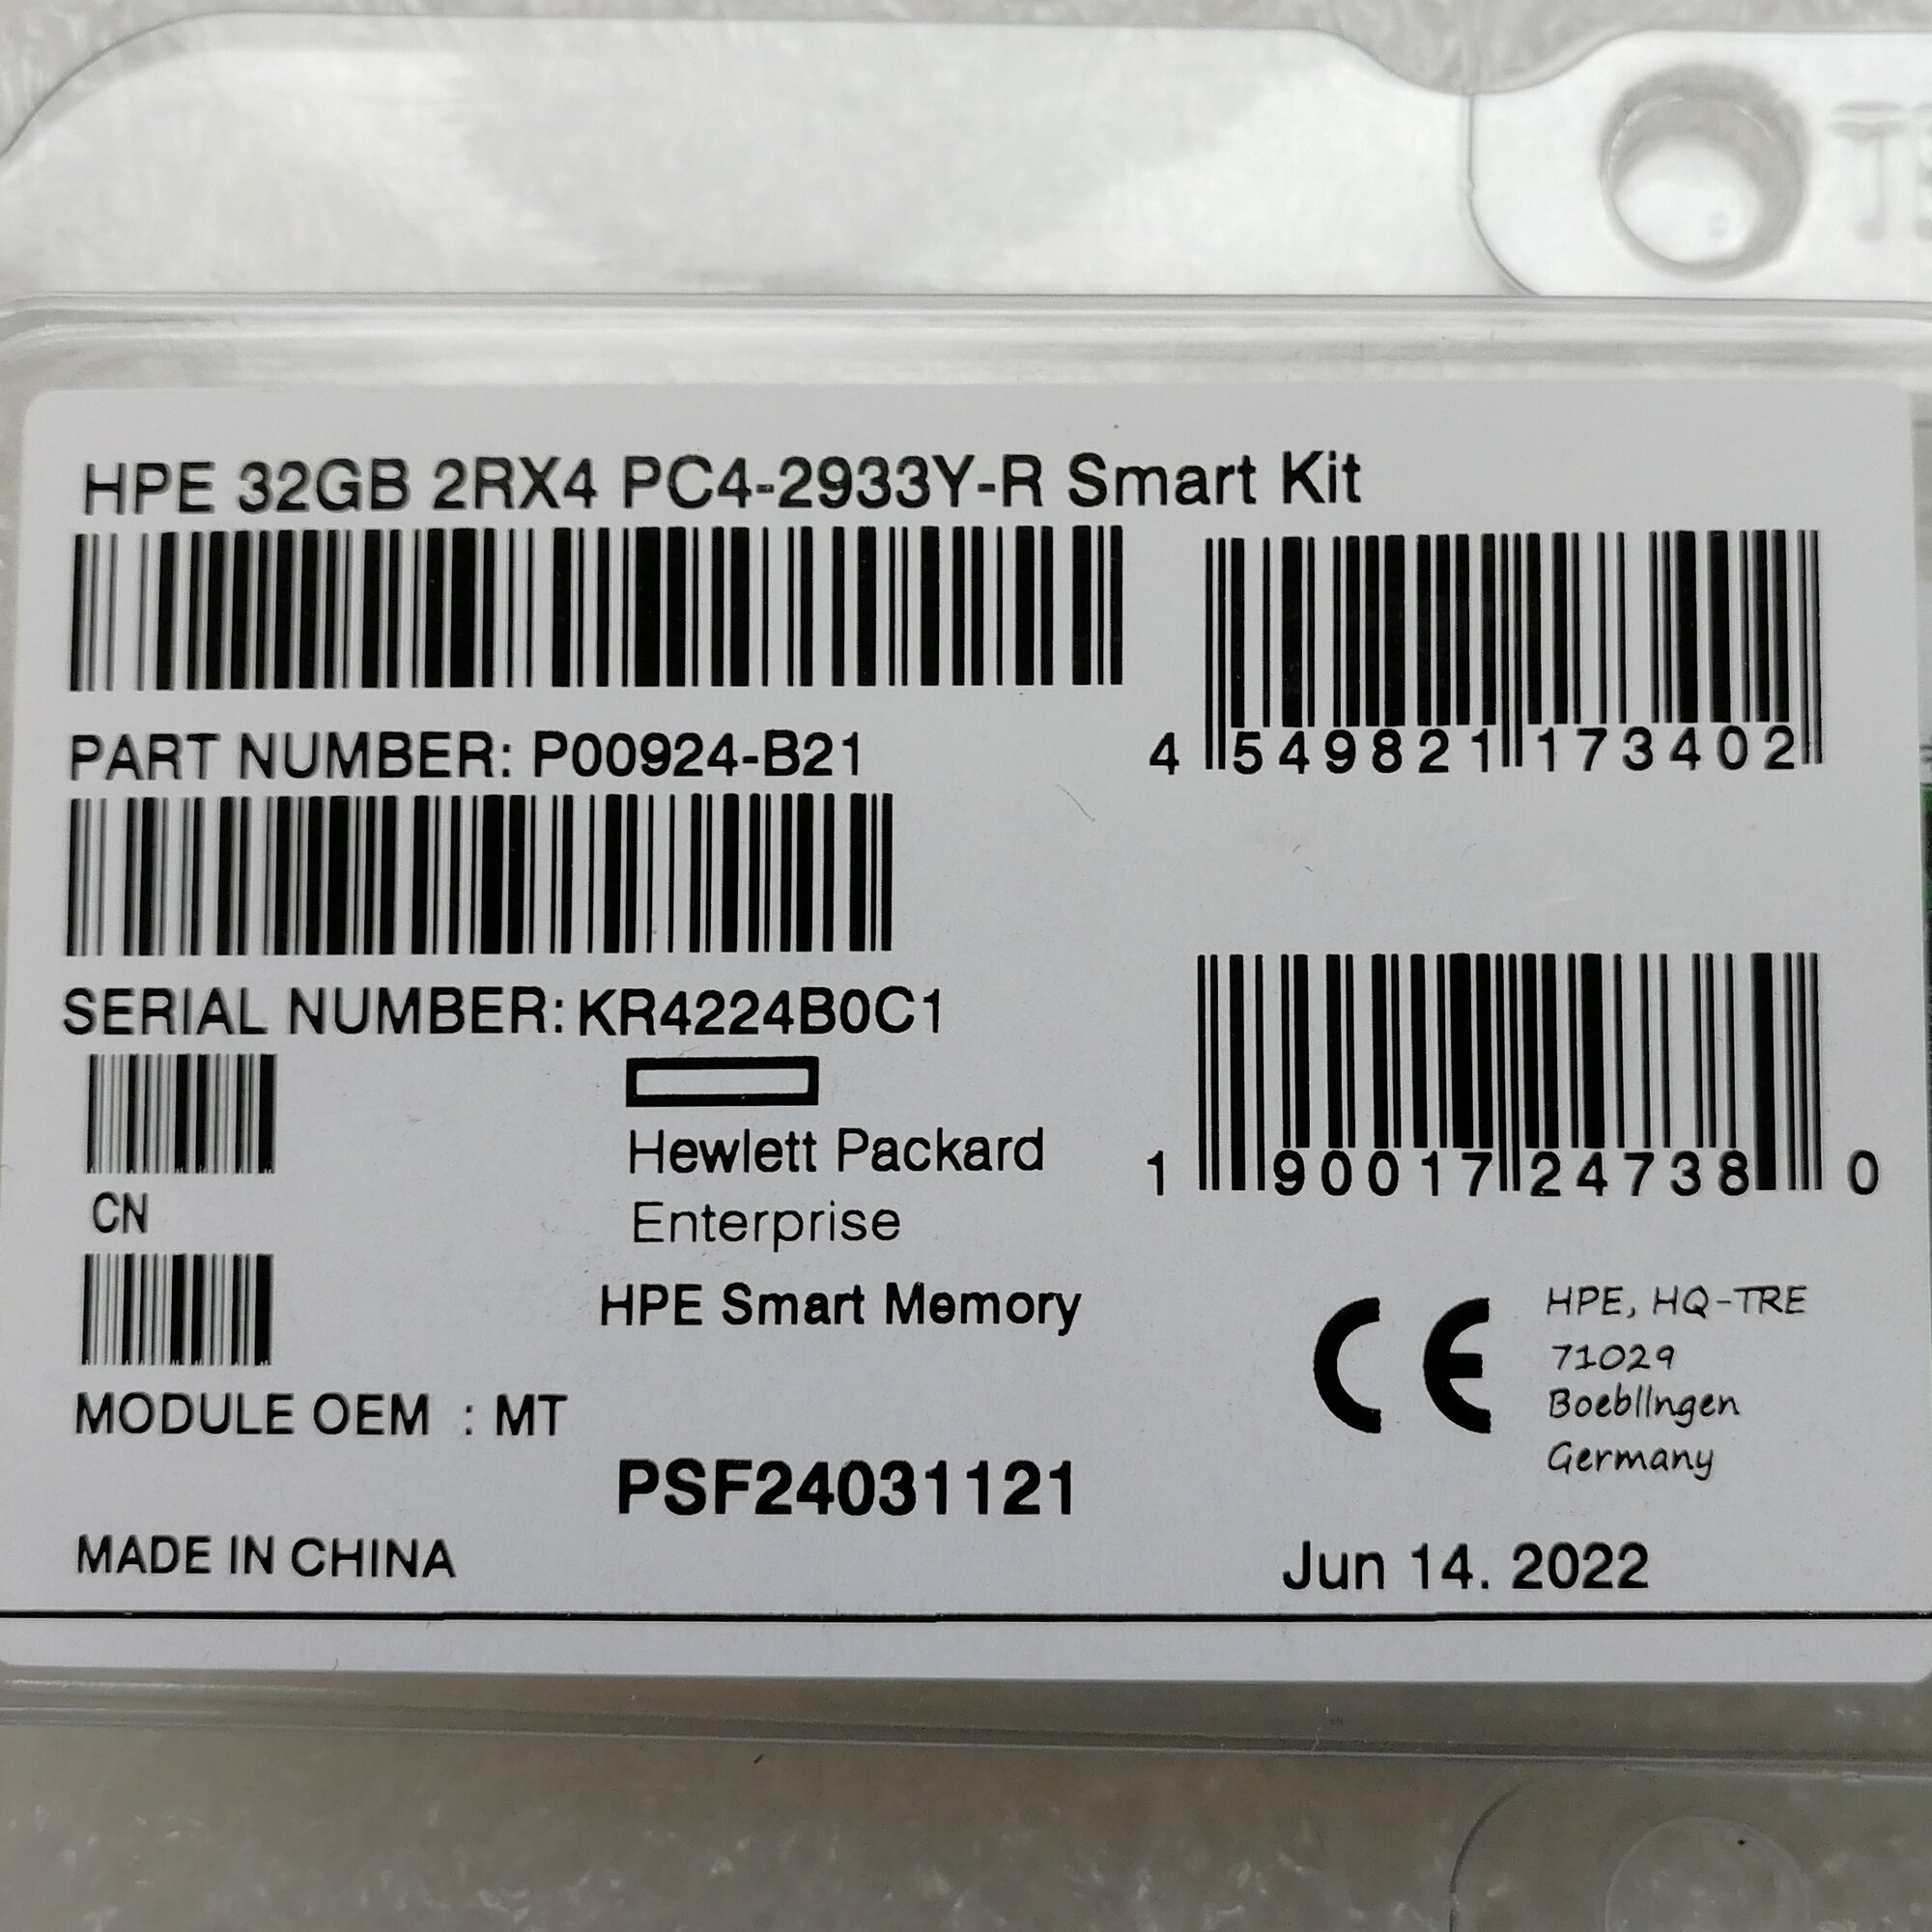 HPE 32GB 2RX4 PC4-2933Y-R Smart Kit
PART NUMBER: P00924-B21
4 549821 173402
SERIAL NUMBER: KR4224B0C1
CN
Hewlett Packard
Enterprise
1 90017 24738 0
HPE Smart Memory
MODULE OEM : MT
HPE, HQ-TRE
71029
Boebllngen
Germany
PSF24031121
MADE IN CHINA
Jun 14. 2022